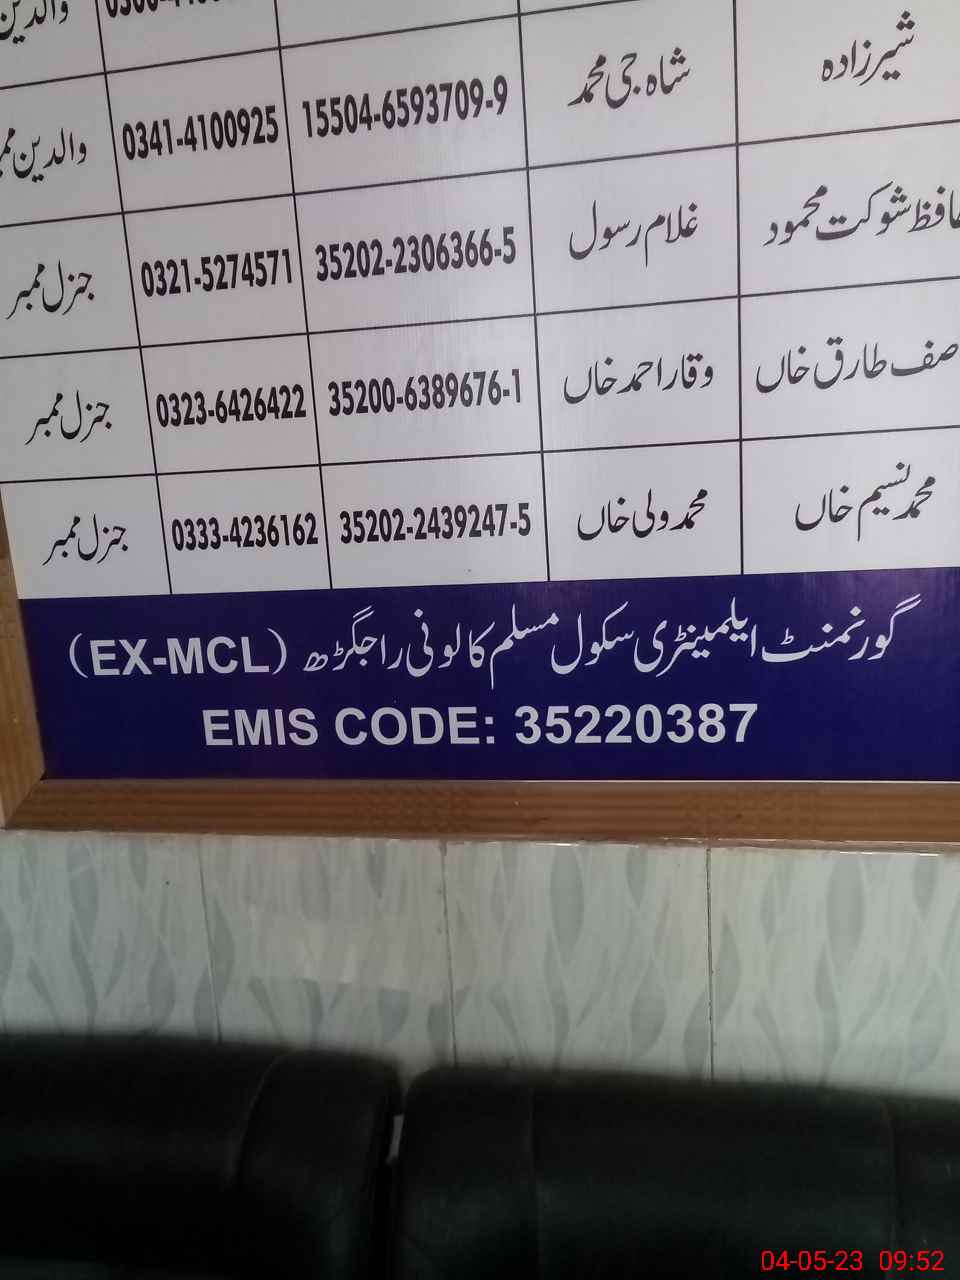 شیرزادہ شاہ جی محمد 15504-6593709-9 0341-4100925 والدین
شوکت محمود غلام رسول 35202-2306366-5 0321-5274571 جنرل ممبر
طارق خاں وقار احمد خاں 35200-6389676-1 0323-6426422 جنرل ممبر
محمد نسیم خاں محمد ولی خاں 35202-2439247-5 0333-4236162 جنرل ممبر
گورنمنٹ ایلیمینٹری سکول مسلم کالونی راجگڑھ (EX-MCL)
EMIS CODE: 35220387
04-05-23 09:52